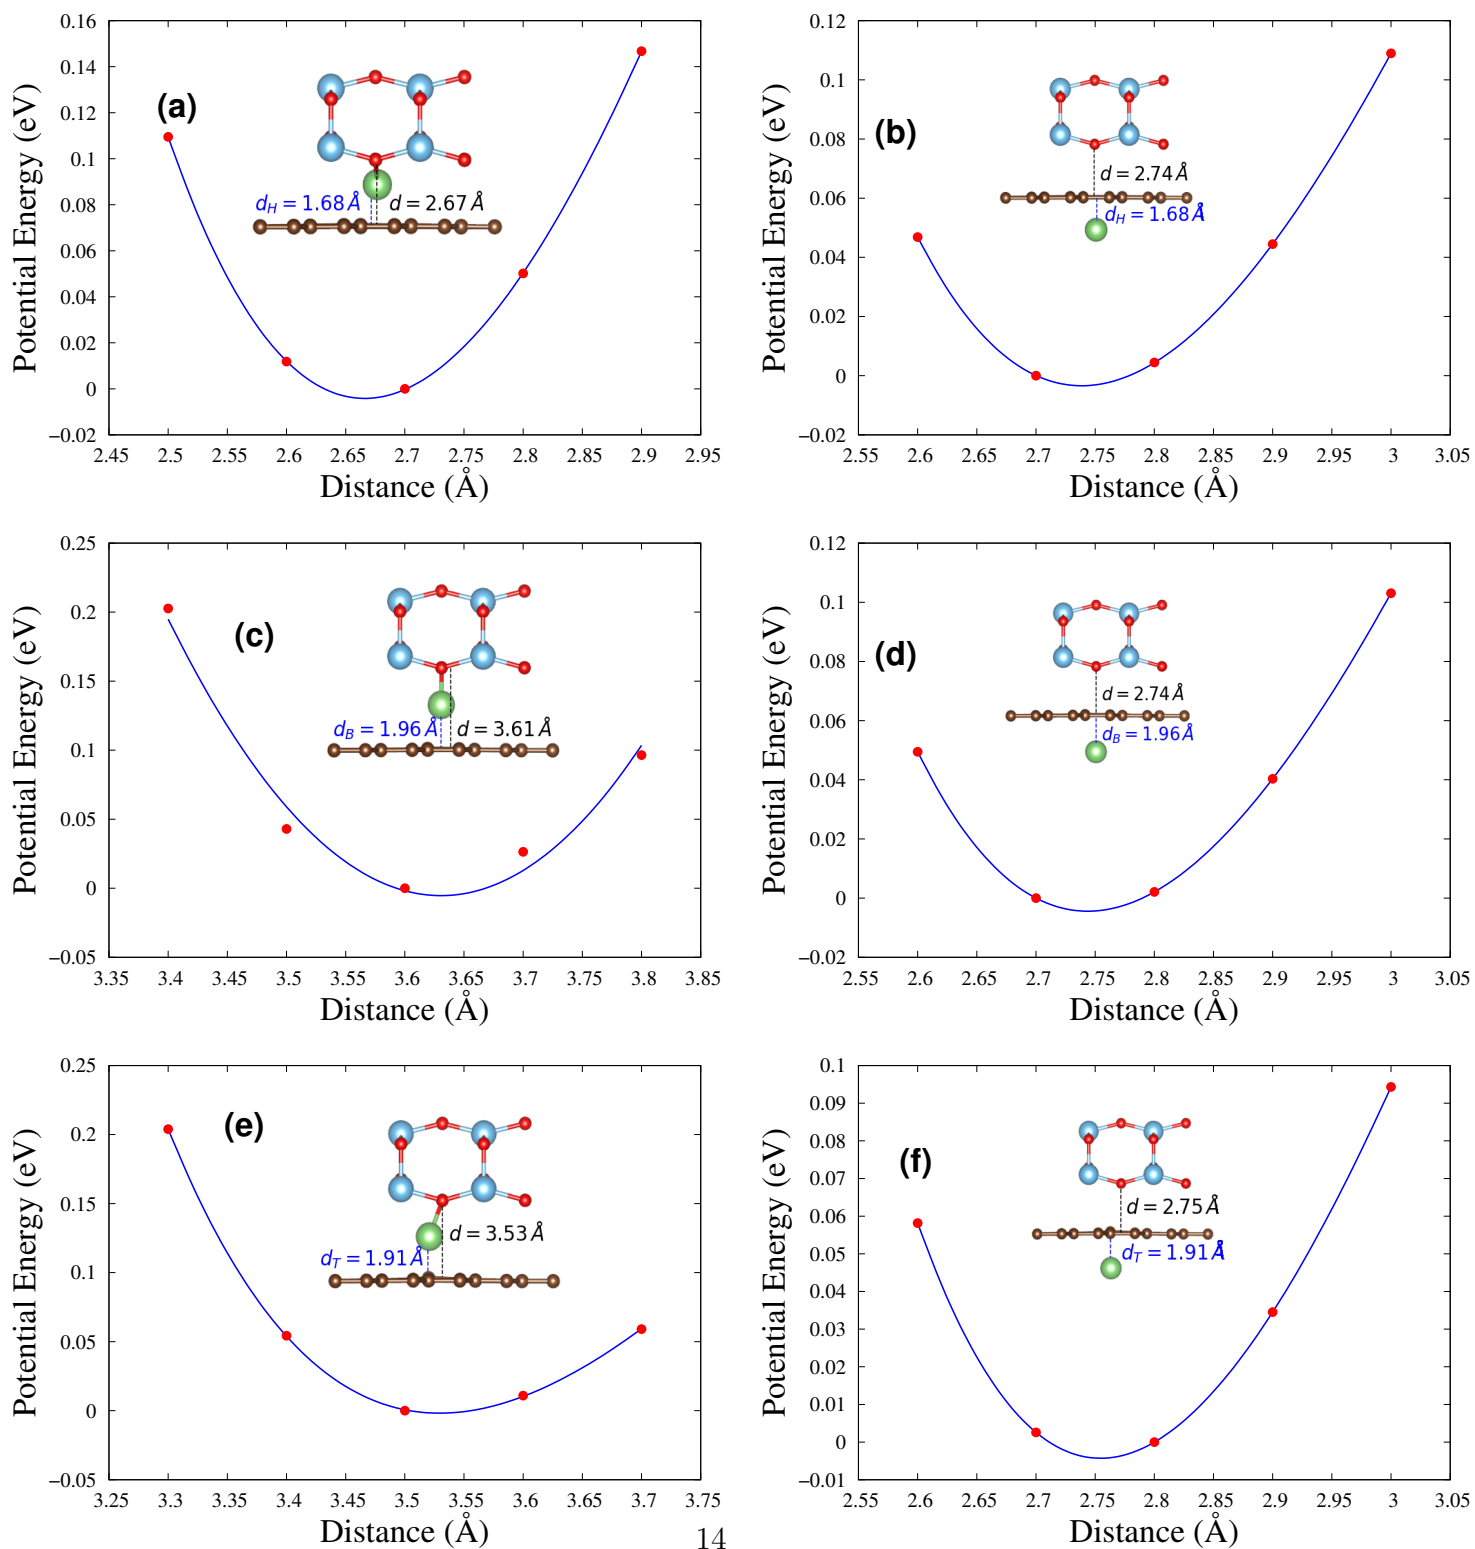 Potential Energy (eV)
0.16
0.14
0.12
0.1
0.08
0.06
0.04
0.02
0
−0.02
(a)
d_H = 1.68 Å
d = 2.67 Å
2.45 2.5 2.55 2.6 2.65 2.7 2.75 2.8 2.85 2.9 2.95
Distance (Å)
Potential Energy (eV)
0.12
0.1
0.08
0.06
0.04
0.02
0
−0.02
(b)
d = 2.74 Å
d_H = 1.68 Å
2.55 2.6 2.65 2.7 2.75 2.8 2.85 2.9 2.95 3 3.05
Distance (Å)
Potential Energy (eV)
0.25
0.2
0.15
0.1
0.05
0
−0.05
(c)
d_B = 1.96 Å
d = 3.61 Å
3.35 3.4 3.45 3.5 3.55 3.6 3.65 3.7 3.75 3.8 3.85
Distance (Å)
Potential Energy (eV)
0.12
0.1
0.08
0.06
0.04
0.02
0
−0.02
(d)
d = 2.74 Å
d_B = 1.96 Å
2.55 2.6 2.65 2.7 2.75 2.8 2.85 2.9 2.95 3 3.05
Distance (Å)
Potential Energy (eV)
0.25
0.2
0.15
0.1
0.05
0
−0.05
(e)
d = 3.53 Å
d_T = 1.91 Å
3.25 3.3 3.35 3.4 3.45 3.5 3.55 3.6 3.65 3.7 3.75
Distance (Å)
Potential Energy (eV)
0.1
0.09
0.08
0.07
0.06
0.05
0.04
0.03
0.02
0.01
0
−0.01
(f)
d = 2.75 Å
d_T = 1.91 Å
2.55 2.6 2.65 2.7 2.75 2.8 2.85 2.9 2.95 3 3.05
Distance (Å)
14